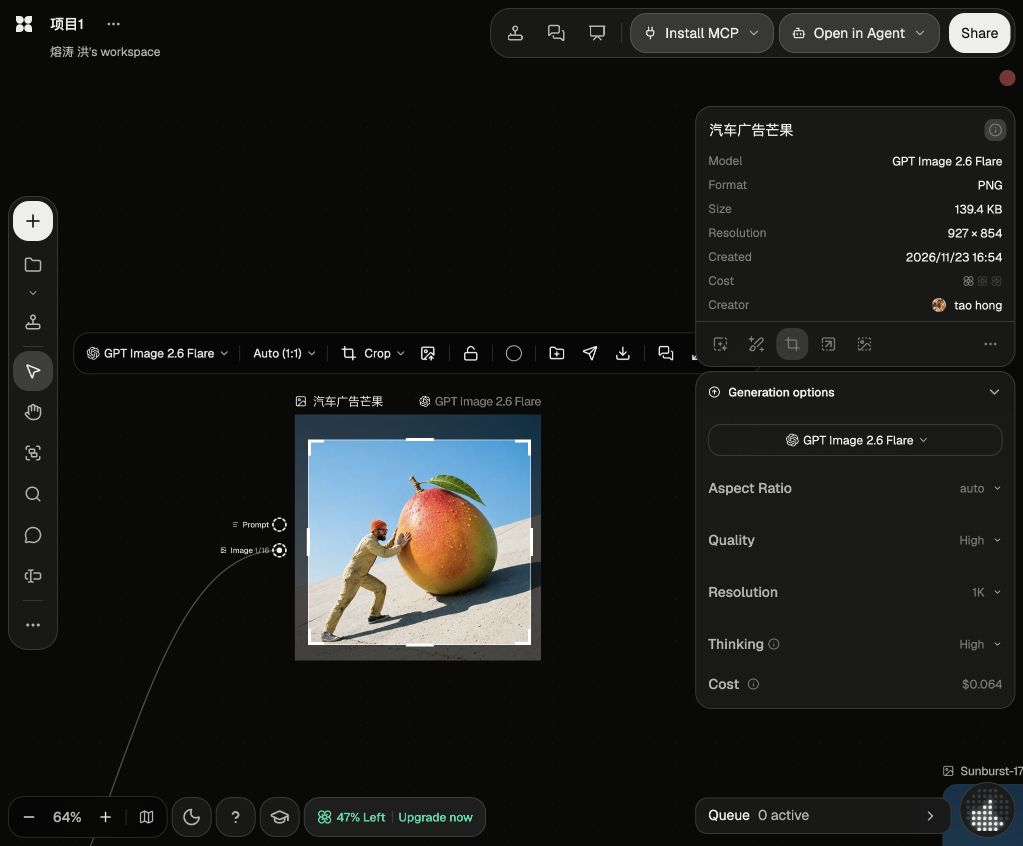 项目1
熔涛 洪's workspace
Install MCP
Open in Agent
Share
汽车广告芒果
Model
GPT Image 2.6 Flare
Format
PNG
Size
139.4 KB
Resolution
927 × 854
Created
2026/11/23 16:54
Cost
Creator
tao hong
GPT Image 2.6 Flare
Auto (1:1)
Crop
汽车广告芒果
GPT Image 2.6 Flare
Prompt
Image 1/16
Generation options
GPT Image 2.6 Flare
Aspect Ratio
auto
Quality
High
Resolution
1K
Thinking
High
Cost
$0.064
Sunburst-17
64%
?
47% Left
Upgrade now
Queue 0 active